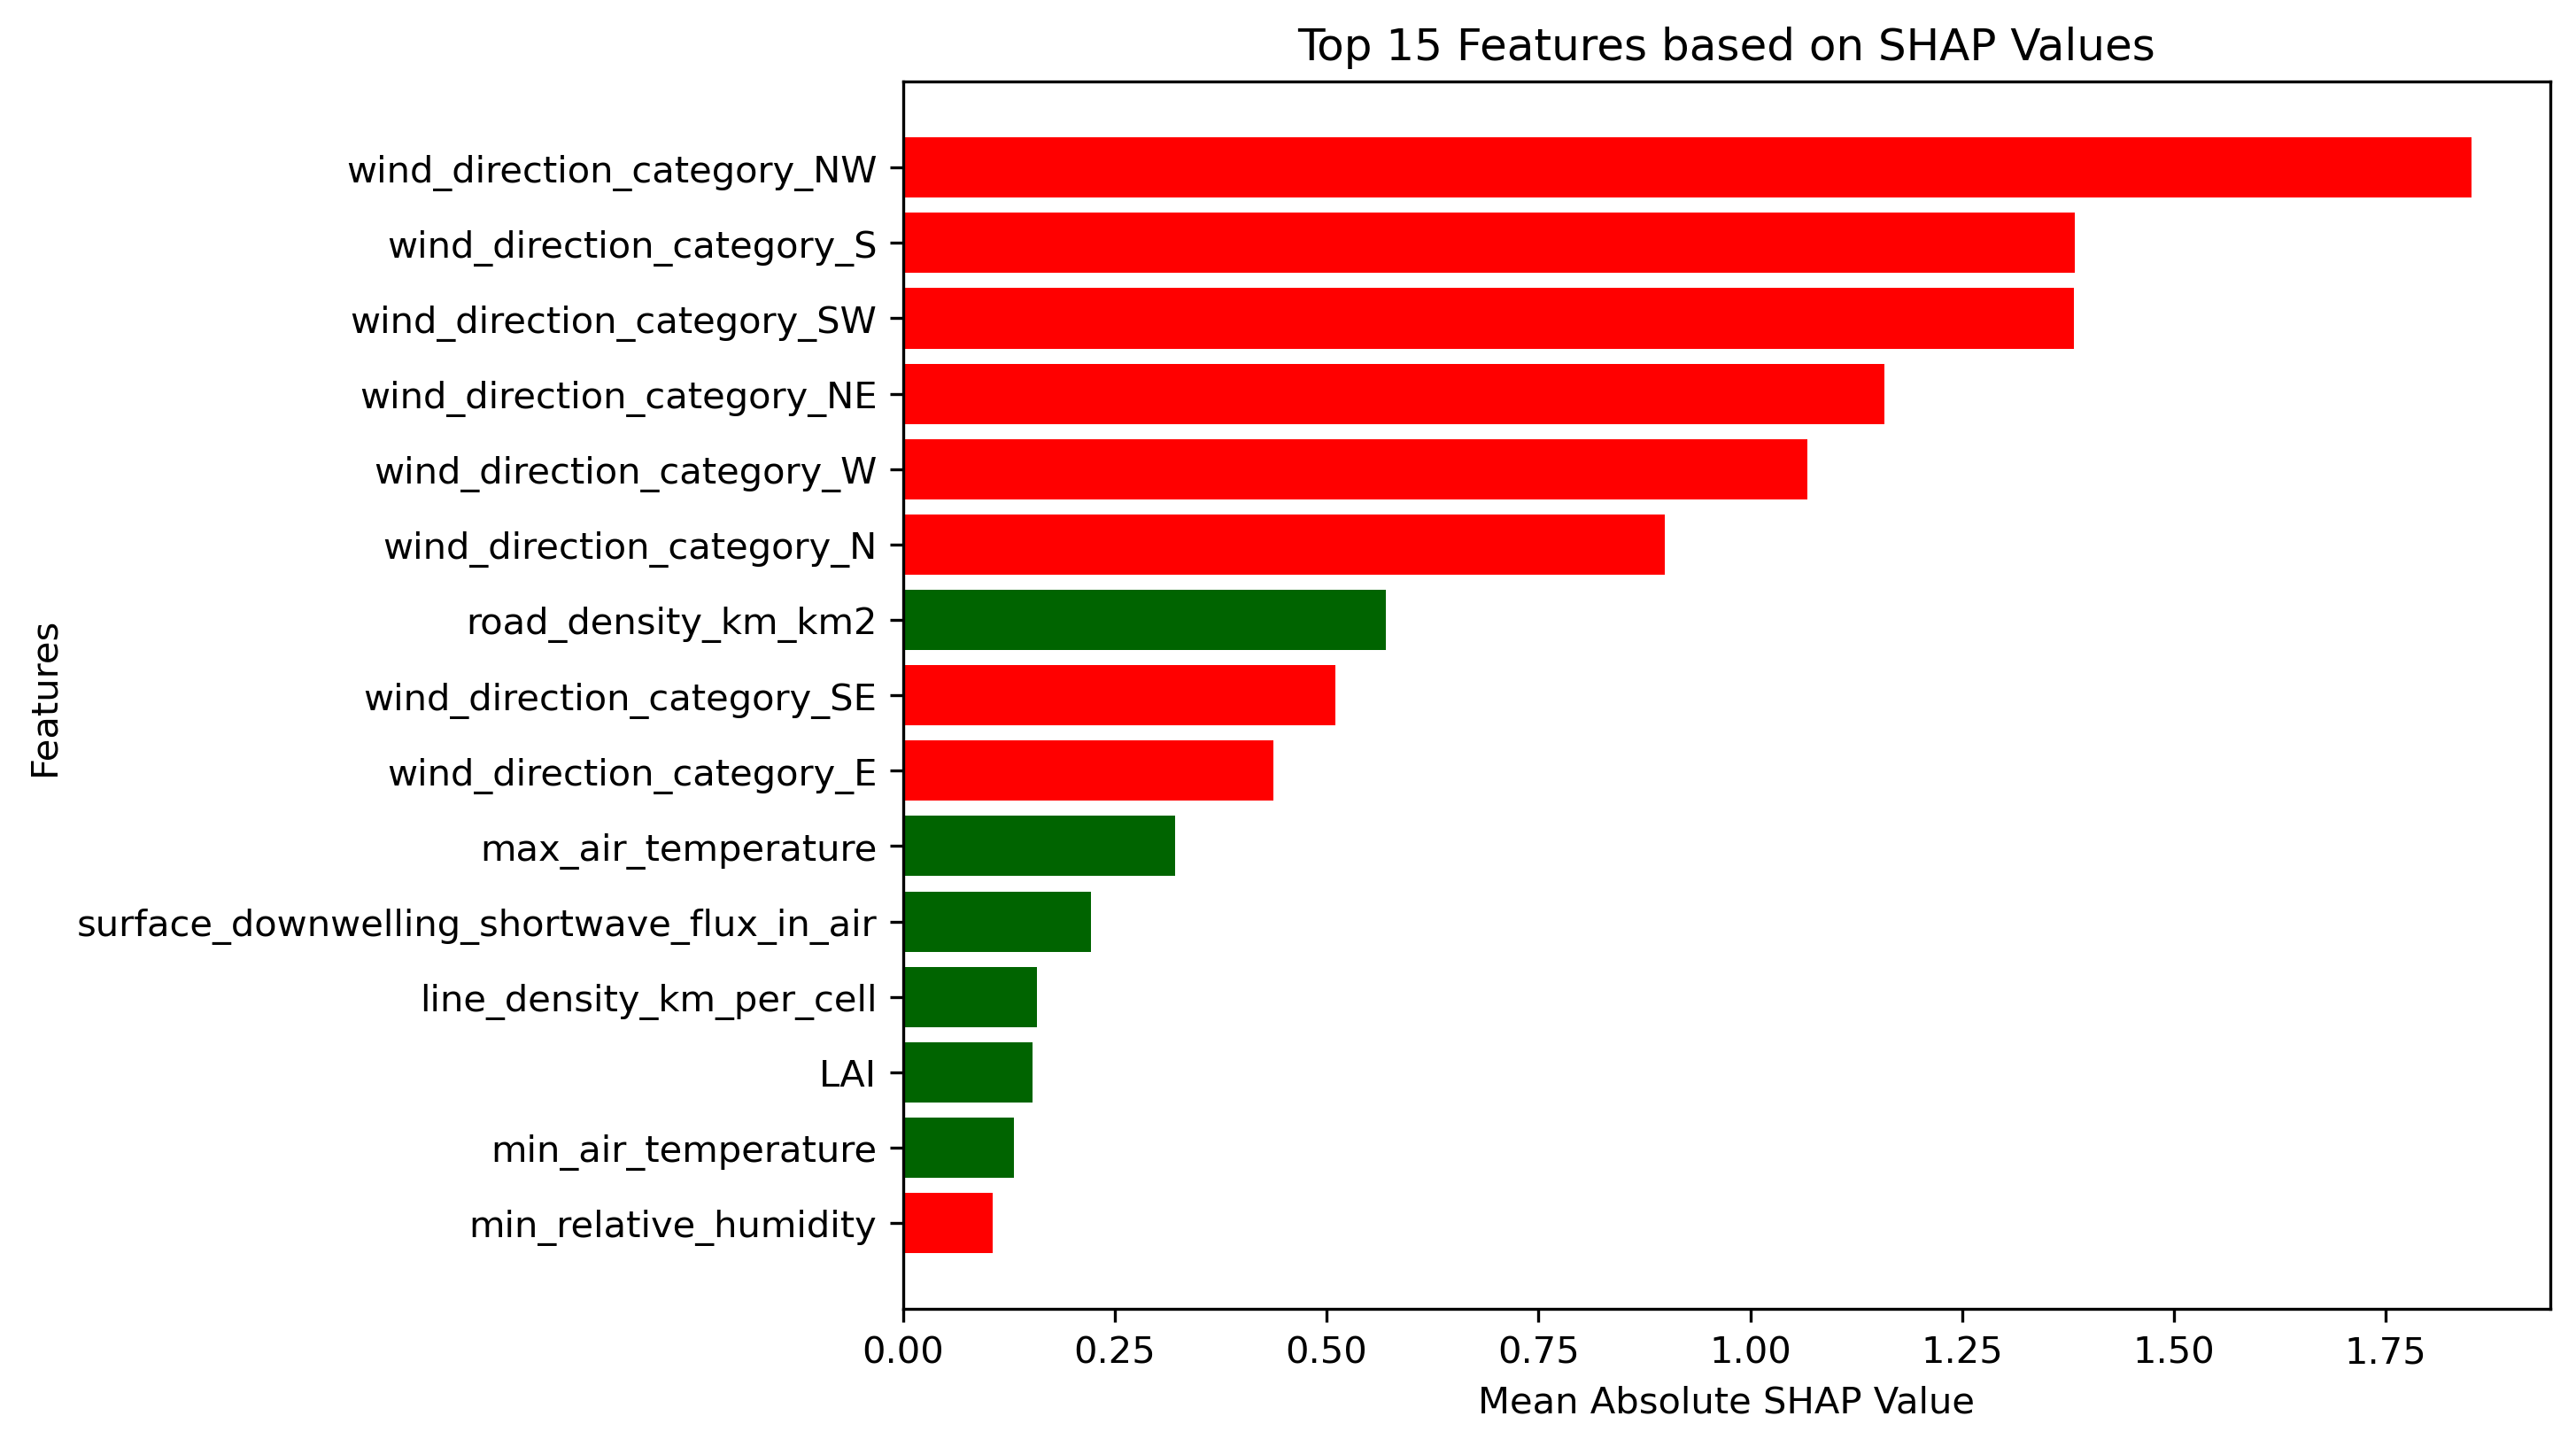 Top 15 Features based on SHAP Values
wind_direction_category_NW
wind_direction_category_S
wind_direction_category_SW
wind_direction_category_NE
wind_direction_category_W
wind_direction_category_N
road_density_km_km2
wind_direction_category_SE
wind_direction_category_E
max_air_temperature
surface_downwelling_shortwave_flux_in_air
line_density_km_per_cell
LAI
min_air_temperature
min_relative_humidity
Features
0.00 0.25 0.50 0.75 1.00 1.25 1.50 1.75
Mean Absolute SHAP Value